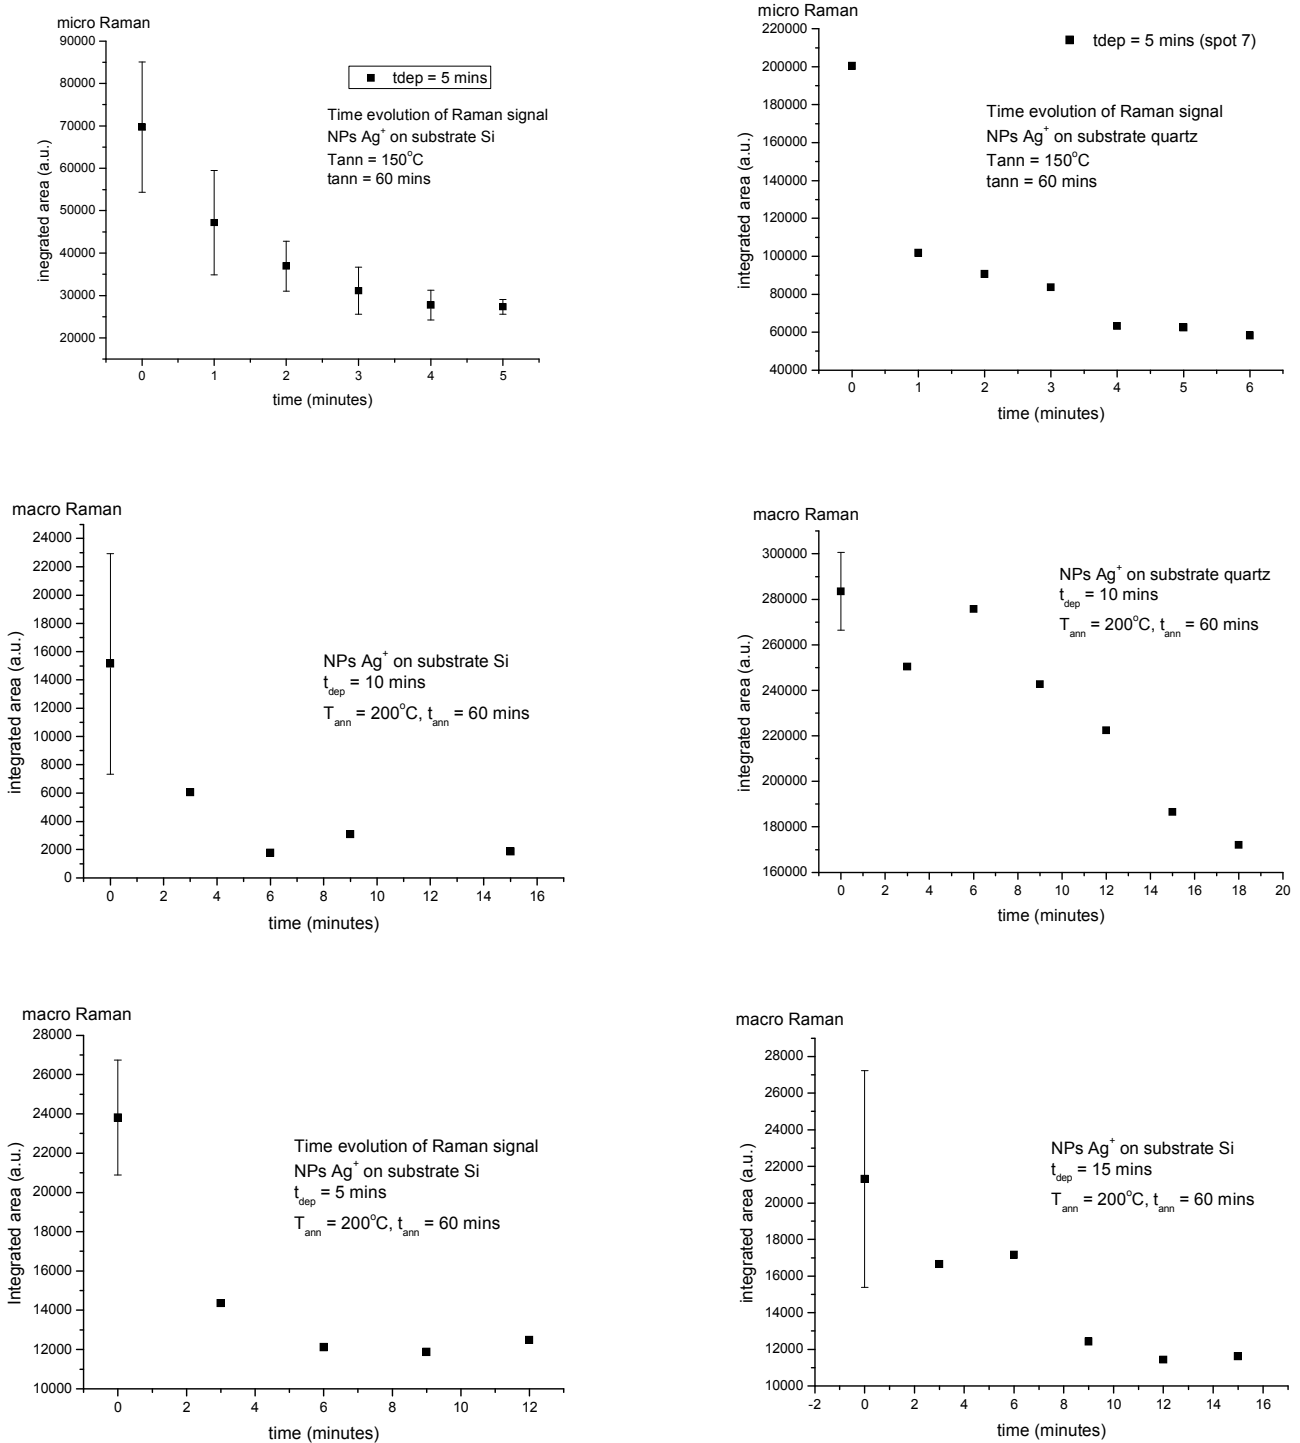 micro Raman
90000
80000
70000
60000
50000
40000
30000
20000
inegrated area (a.u.)
tdep = 5 mins
Time evolution of Raman signal
NPs Ag⁺ on substrate Si
Tann = 150°C
tann = 60 mins
0 1 2 3 4 5
time (minutes)
micro Raman
220000
200000
180000
160000
140000
120000
100000
80000
60000
40000
integrated area (a.u.)
tdep = 5 mins (spot 7)
Time evolution of Raman signal
NPs Ag⁺ on substrate quartz
Tann = 150°C
tann = 60 mins
0 1 2 3 4 5 6
time (minutes)
macro Raman
24000
22000
20000
18000
16000
14000
12000
10000
8000
6000
4000
2000
0
integrated area (a.u.)
NPs Ag⁺ on substrate Si
tdep = 10 mins
Tann = 200°C, tann = 60 mins
0 2 4 6 8 10 12 14 16
time (minutes)
macro Raman
300000
280000
260000
240000
220000
200000
180000
160000
integrated area (a.u.)
NPs Ag⁺ on substrate quartz
tdep = 10 mins
Tann = 200°C, tann = 60 mins
0 2 4 6 8 10 12 14 16 18 20
time (minutes)
macro Raman
28000
26000
24000
22000
20000
18000
16000
14000
12000
10000
Integrated area (a.u.)
Time evolution of Raman signal
NPs Ag⁺ on substrate Si
tdep = 5 mins
Tann = 200°C, tann = 60 mins
0 2 4 6 8 10 12
time (minutes)
macro Raman
28000
26000
24000
22000
20000
18000
16000
14000
12000
10000
integrated area (a.u.)
NPs Ag⁺ on substrate Si
tdep = 15 mins
Tann = 200°C, tann = 60 mins
-2 0 2 4 6 8 10 12 14 16
time (minutes)